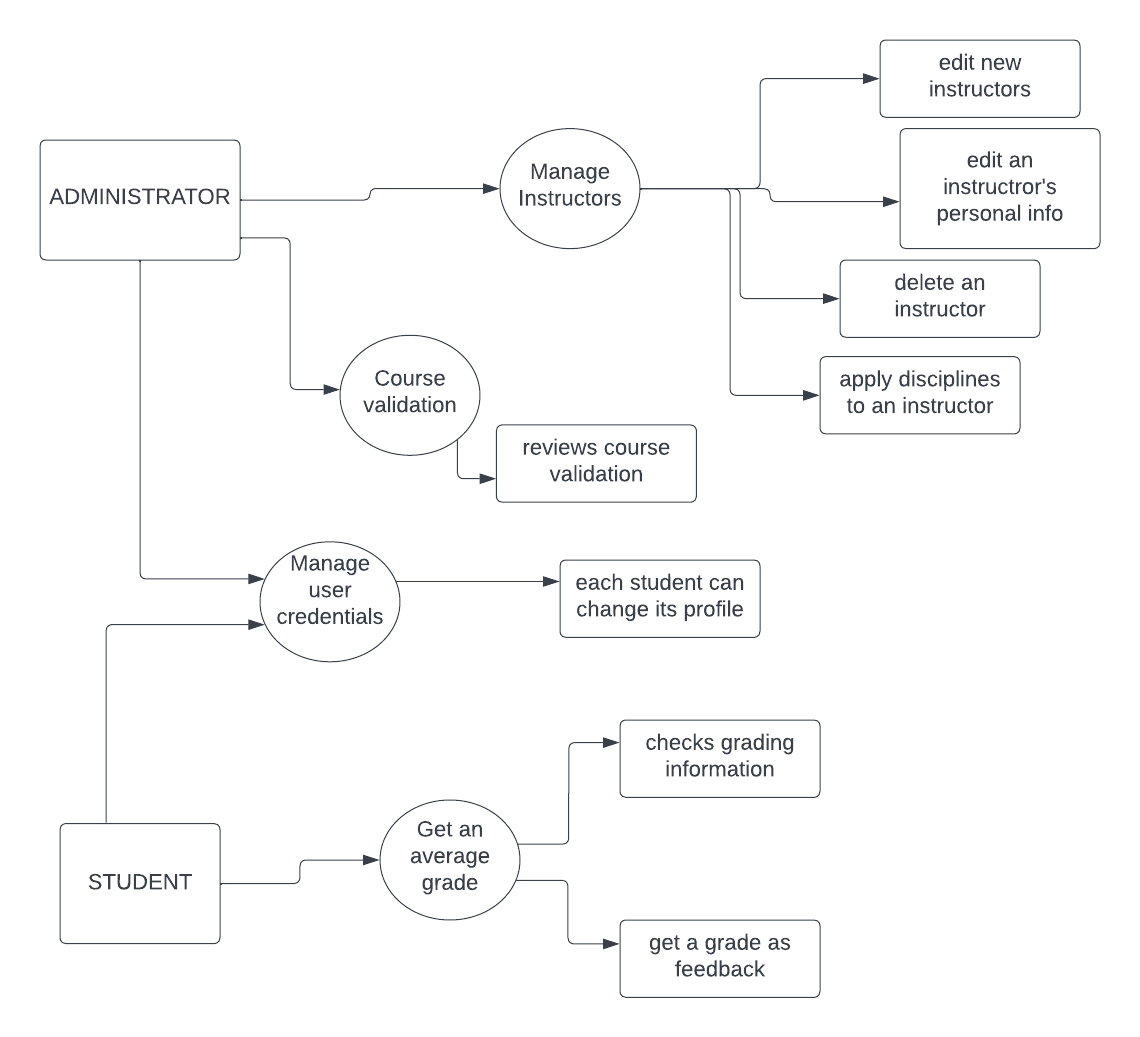 edit new
instructors
ADMINISTRATOR
Manage
Instructors
edit an
instructror's
personal info
delete an
instructor
Course
validation
apply disciplines
to an instructor
reviews course
validation
Manage
user
credentials
each student can
change its profile
checks grading
information
STUDENT
Get an
average
grade
get a grade as
feedback